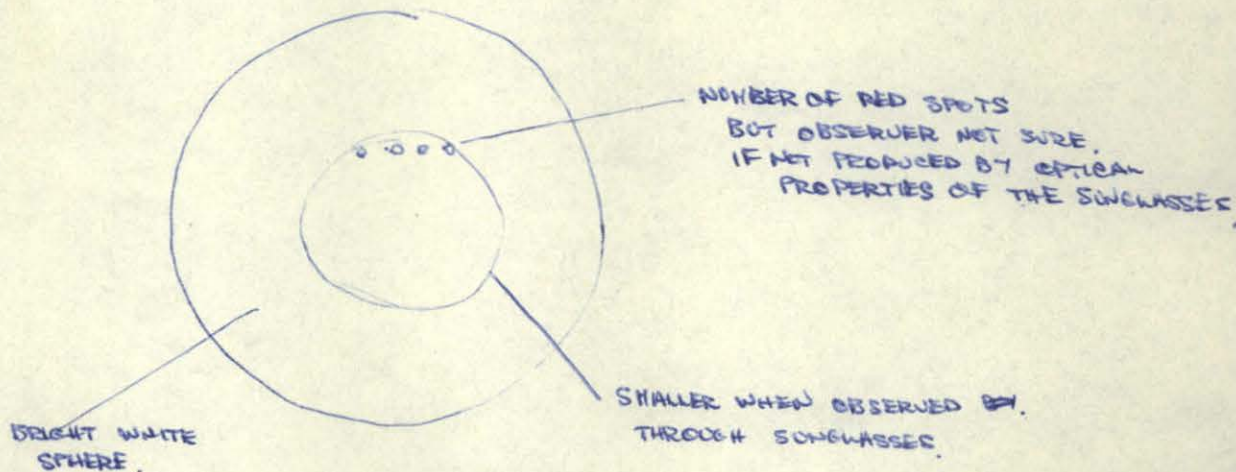 NUMBER OF RED SPOTS
BUT OBSERVER NOT SURE.
IF NOT PRODUCED BY OPTICAL
PROPERTIES OF THE SUNGLASSES.
SMALLER WHEN OBSERVED
THROUGH SUNGLASSES.
BRIGHT WHITE
SPHERE.